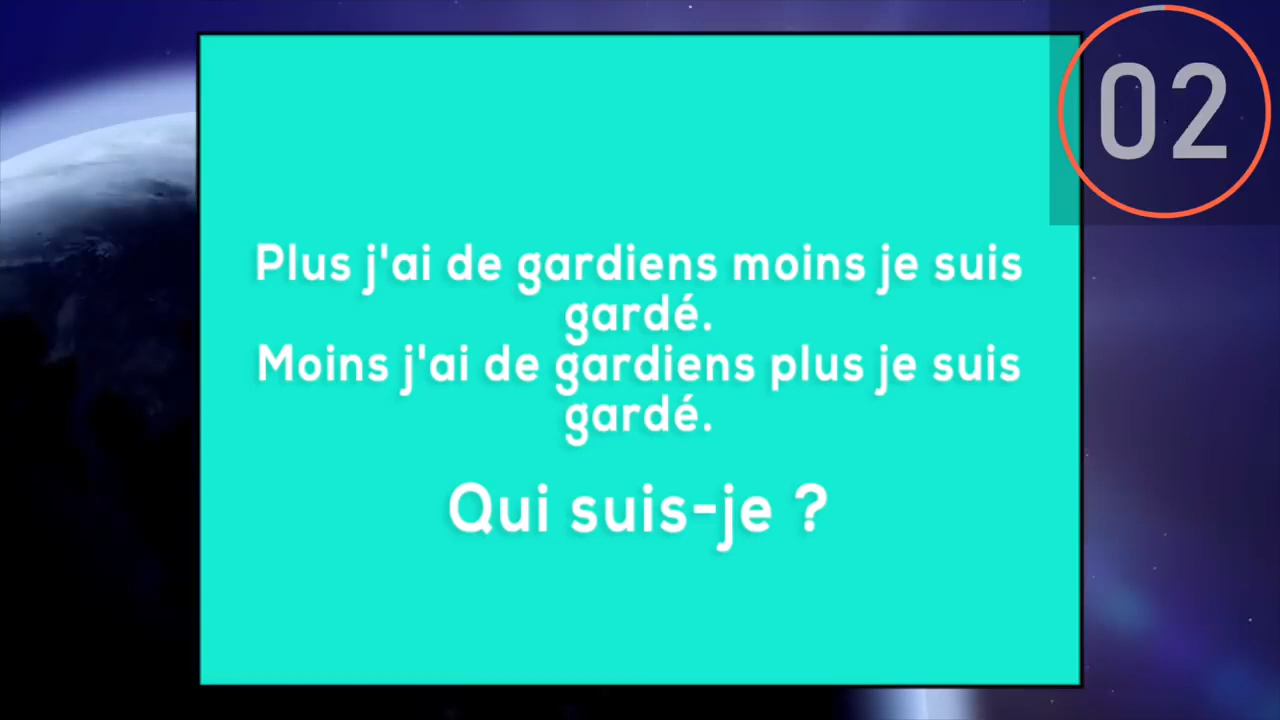 02
Plus j'ai de gardiens moins je suis
gardé.
Moins j'ai de gardiens plus je suis
gardé.
Qui suis-je ?